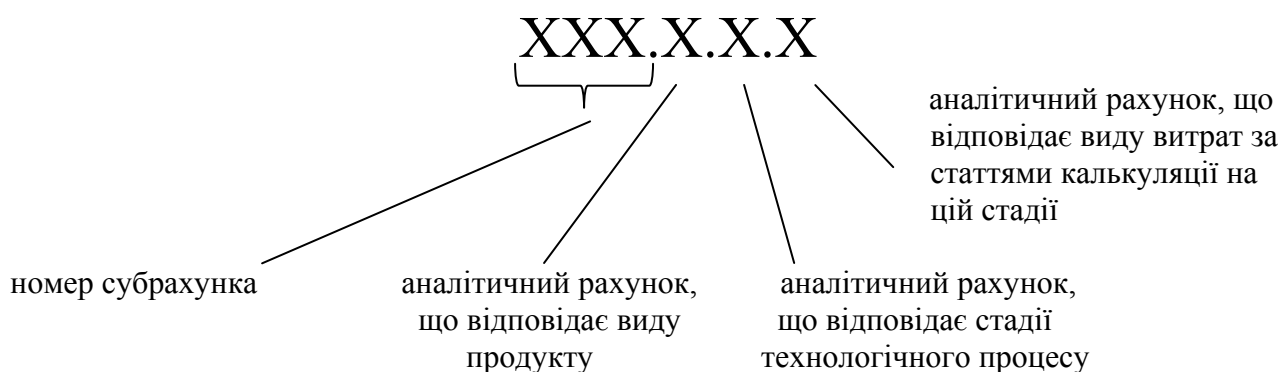 XXX.X.X.X
аналітичний рахунок, що
відповідає виду витрат за
статтями калькуляції на
цій стадії
номер субрахунка
аналітичний рахунок,
що відповідає виду
продукту
аналітичний рахунок,
що відповідає стадії
технологічного процесу